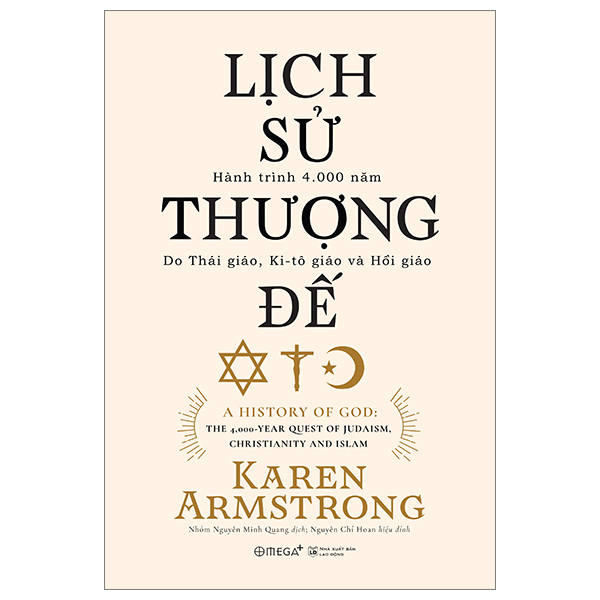 LỊCH
SỬ
Hành trình 4.000 năm
THƯỢNG
Do Thái giáo, Ki-tô giáo và Hồi giáo
ĐẾ
A HISTORY OF GOD:
THE 4,000-YEAR QUEST OF JUDAISM,
CHRISTIANITY AND ISLAM
KAREN
ARMSTRONG
Nhóm Nguyên Minh Quang dịch; Nguyễn Chí Hoan hiệu đính
OMEGA+
LĐ NHÀ XUẤT BẢN
LAO ĐỘNG